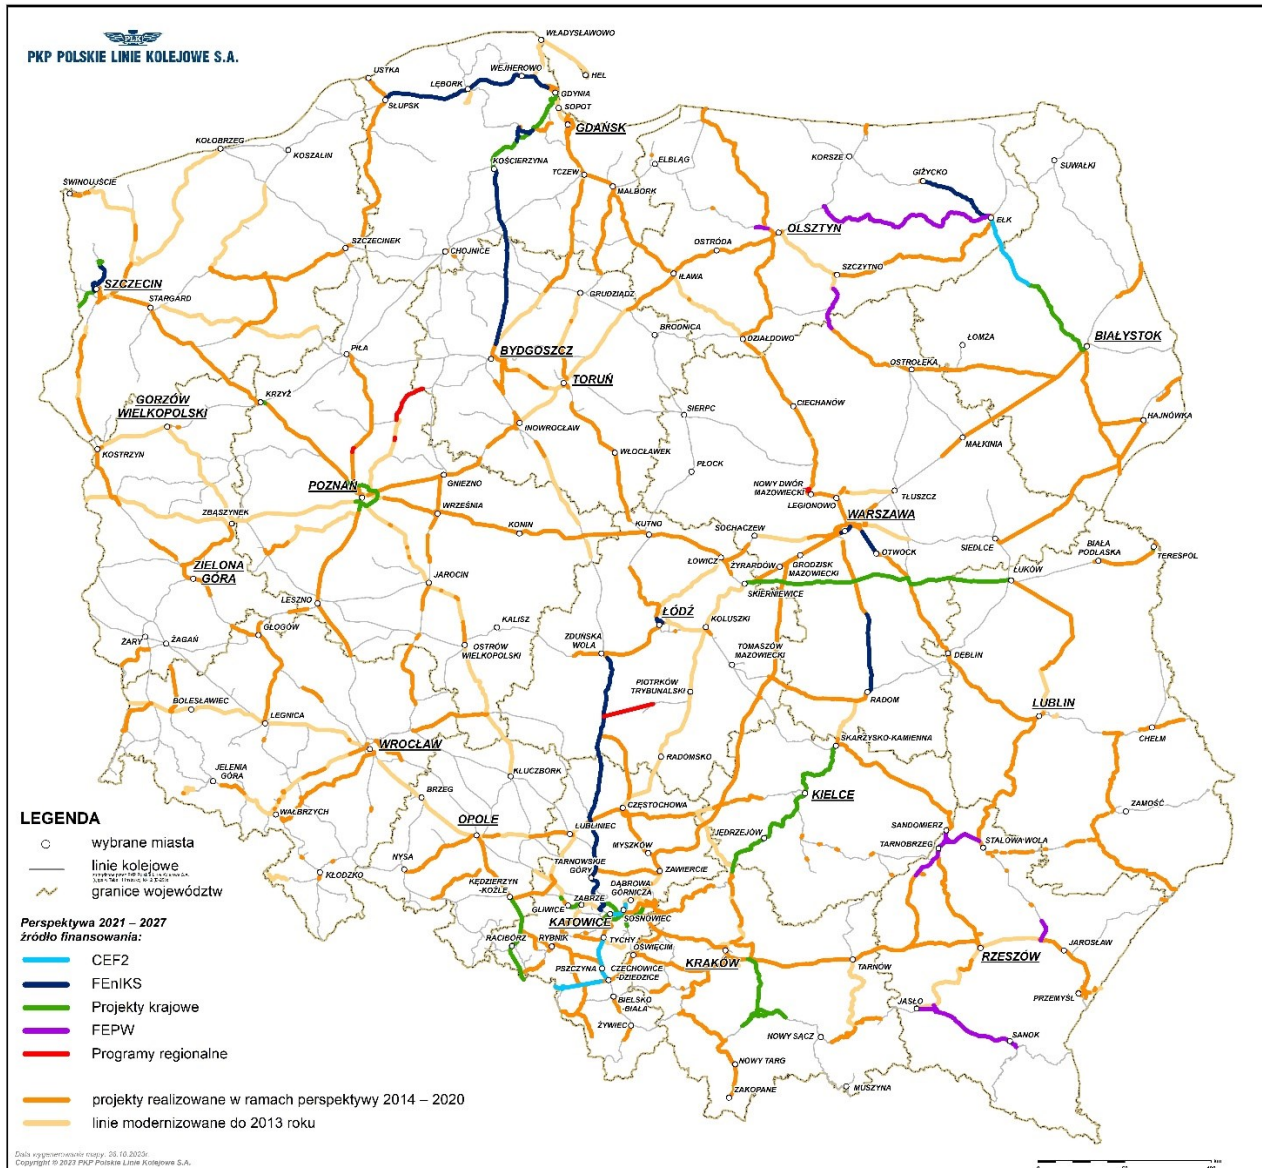 PLK
PKP POLSKIE LINIE KOLEJOWE S.A.
WŁADYSŁAWOWO
HEL
USTKA
LĘBORK
WEJHEROWO
GDYNIA
SOPOT
SŁUPSK
GDAŃSK
KOŁOBRZEG
KOSZALIN
KOŚCIERZYNA
TCZEW
ELBLĄG
MALBORK
KORSZE
GIŻYCKO
SUWAŁKI
EŁK
ŚWINOUJŚCIE
SZCZECINEK
CHOJNICE
OSTRÓDA
OLSZTYN
SZCZYTNO
IŁAWA
SZCZECIN
STARGARD
GRUDZIĄDZ
BRODNICA
DZIAŁDOWO
ŁOMŻA
BIAŁYSTOK
PIŁA
BYDGOSZCZ
TORUŃ
OSTROŁĘKA
GORZÓW
WIELKOPOLSKI
KRZYŻ
INOWROCŁAW
SIERPC
CIECHANÓW
HAJNÓWKA
MAŁKINIA
KOSTRZYN
WŁOCŁAWEK
PŁOCK
POZNAŃ
GNIEZNO
WRZEŚNIA
NOWY DWÓR
MAZOWIECKI
LEGIONOWO
TŁUSZCZ
ZBĄSZYNEK
KONIN
KUTNO
SOCHACZEW
WARSZAWA
OTWOCK
SIEDLCE
BIAŁA
PODLASKA
TERESPOL
ZIELONA
GÓRA
JAROCIN
ŁOWICZ
ŻYRARDÓW
GRODZISK
MAZOWIECKI
SKIERNIEWICE
ŁUKÓW
LESZNO
GŁOGÓW
KALISZ
ŁÓDŹ
KOLUSZKI
ŻARY
ŻAGAŃ
OSTRÓW
WIELKOPOLSKI
ZDUŃSKA
WOLA
TOMASZÓW
MAZOWIECKI
DĘBLIN
PIOTRKÓW
TRYBUNALSKI
RADOM
LUBLIN
BOLESŁAWIEC
LEGNICA
WROCŁAW
CHEŁM
SKARŻYSKO-KAMIENNA
RADOMSKO
JELENIA
GÓRA
KLUCZBORK
BRZEG
KIELCE
WAŁBRZYCH
CZĘSTOCHOWA
ZAMOŚĆ
OPOLE
LUBLINIEC
JĘDRZEJÓW
SANDOMIERZ
TARNOBRZEG
STALOWA WOLA
MYSZKÓW
NYSA
KŁODZKO
TARNOWSKIE
GÓRY
ZAWIERCIE
DĄBROWA
GÓRNICZA
KĘDZIERZYN
-KOŹLE
ZABRZE
GLIWICE
KATOWICE
SOSNOWIEC
RACIBÓRZ
RYBNIK
TYCHY
OŚWIĘCIM
KRAKÓW
TARNÓW
RZESZÓW
JAROSŁAW
PSZCZYNA
CZECHOWICE
DZIEDZICE
BIELSKO
-BIAŁA
PRZEMYŚL
JASŁO
ŻYWIEC
NOWY SĄCZ
SANOK
NOWY TARG
MUSZYNA
ZAKOPANE
LEGENDA
wybrane miasta
linie kolejowe
granice województw
Perspektywa 2021 – 2027
źródło finansowania:
CEF2
FEnIKS
Projekty krajowe
FEPW
Programy regionalne
projekty realizowane w ramach perspektywy 2014 – 2020
linie modernizowane do 2013 roku
Copyright © 2023 PKP Polskie Linie Kolejowe S.A.